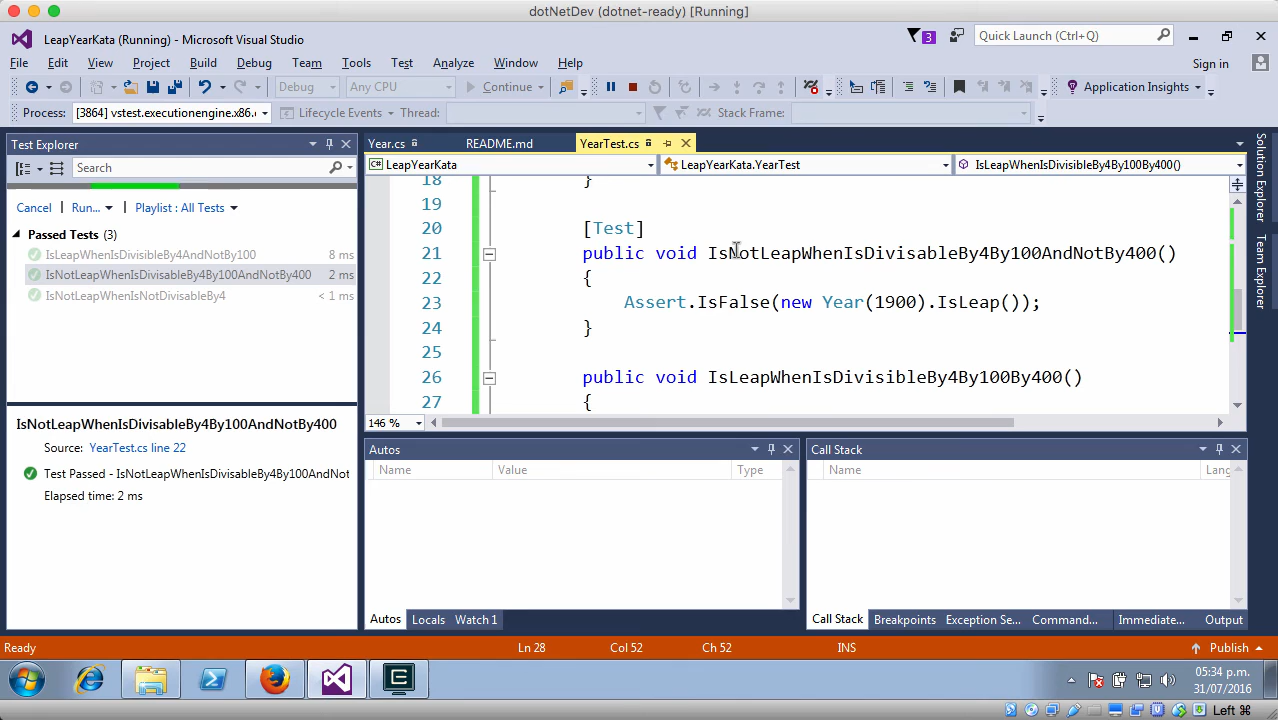 dotNetDev (dotnet-ready) [Running]
LeapYearKata (Running) - Microsoft Visual Studio
3
Quick Launch (Ctrl+Q)
File Edit View Project Build Debug Team Tools Test Analyze Window Help
Sign in
Debug Any CPU Continue Application Insights
Process: [3864] vstest.executionengine.x86.
Lifecycle Events Thread: Stack Frame:
Test Explorer
Year.cs README.md YearTest.cs
Search
LeapYearKata LeapYearKata.YearTest IsLeapWhenIsDivisibleBy4By100By400()
Cancel Run... Playlist : All Tests
Passed Tests (3)
IsLeapWhenIsDivisibleBy4AndNotBy100 8 ms
IsNotLeapWhenIsDivisableBy4By100AndNotBy400 2 ms
IsNotLeapWhenIsNotDivisableBy4 < 1 ms
18 }
19
20 [Test]
21 public void IsNotLeapWhenIsDivisableBy4By100AndNotBy400()
22 {
23 Assert.IsFalse(new Year(1900).IsLeap());
24 }
25
26 public void IsLeapWhenIsDivisibleBy4By100By400()
27 {
146 %
Solution Explorer
Team Explorer
IsNotLeapWhenIsDivisableBy4By100AndNotBy400
Source: YearTest.cs line 22
Test Passed - IsNotLeapWhenIsDivisableBy4By100AndNot
Elapsed time: 2 ms
Autos
Name Value Type
Call Stack
Name Lang
Autos Locals Watch 1
Call Stack Breakpoints Exception Se... Command... Immediate... Output
Ready Ln 28 Col 52 Ch 52 INS Publish
05:34 p.m.
31/07/2016
Left ⌘